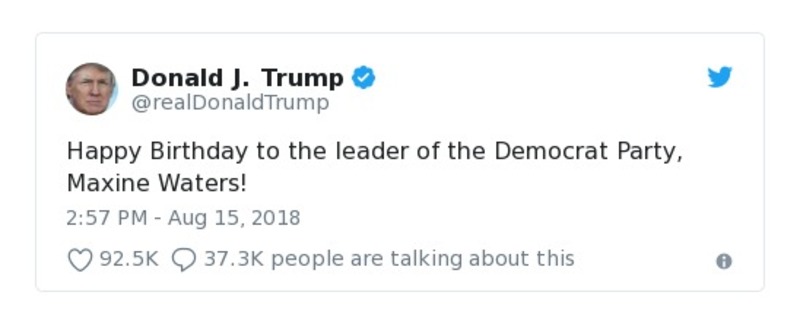 Donald J. Trump
@realDonaldTrump
Happy Birthday to the leader of the Democrat Party,
Maxine Waters!
2:57 PM - Aug 15, 2018
92.5K 37.3K people are talking about this